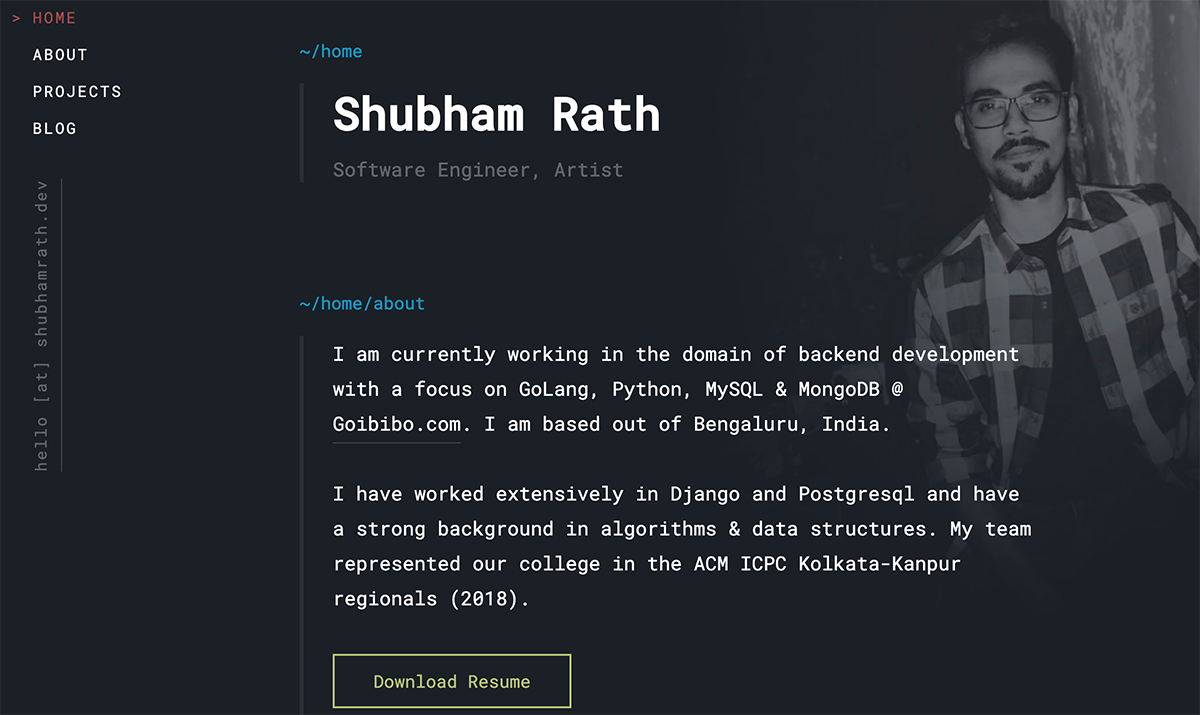 > HOME
ABOUT
PROJECTS
BLOG
hello [at] shubhamrath.dev
~/home
Shubham Rath
Software Engineer, Artist
~/home/about
I am currently working in the domain of backend development
with a focus on GoLang, Python, MySQL & MongoDB @
Goibibo.com. I am based out of Bengaluru, India.
I have worked extensively in Django and Postgresql and have
a strong background in algorithms & data structures. My team
represented our college in the ACM ICPC Kolkata-Kanpur
regionals (2018).
Download Resume